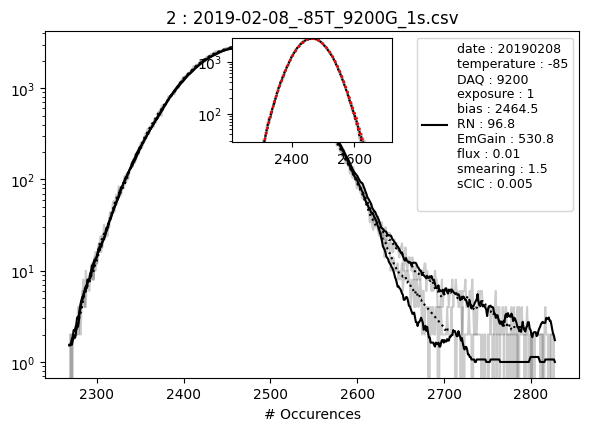 2 : 2019-02-08_-85T_9200G_1s.csv
10³
10²
10¹
10⁰
10³
10²
2400 2600
date : 20190208
temperature : -85
DAQ : 9200
exposure : 1
bias : 2464.5
RN : 96.8
EmGain : 530.8
flux : 0.01
smearing : 1.5
sCIC : 0.005
2300 2400 2500 2600 2700 2800
# Occurences